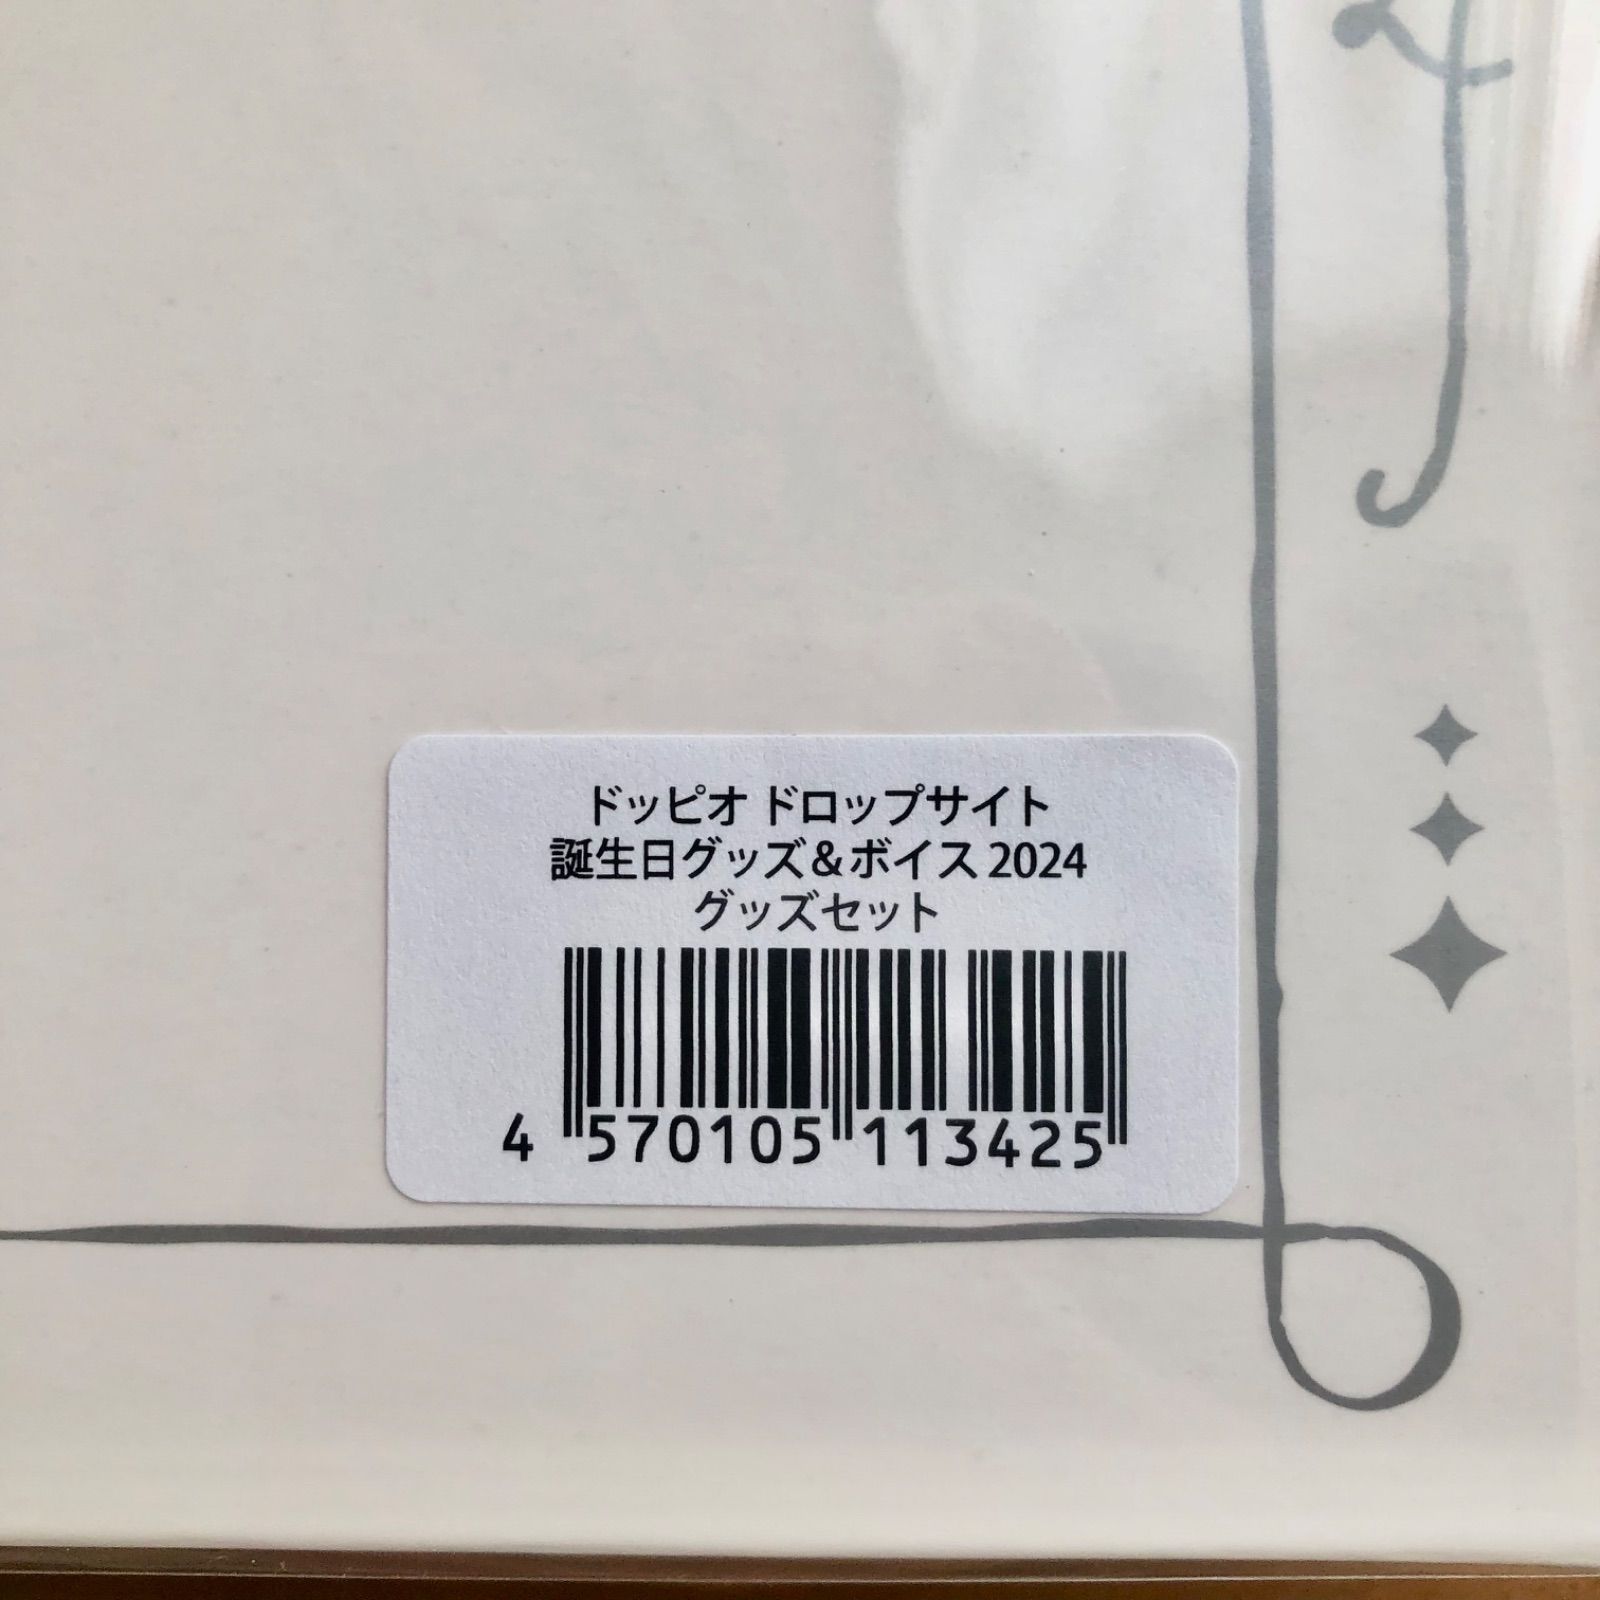 ドッピオ ドロップサイト
誕生日グッズ＆ボイス 2024
グッズセット
4 570105 113425